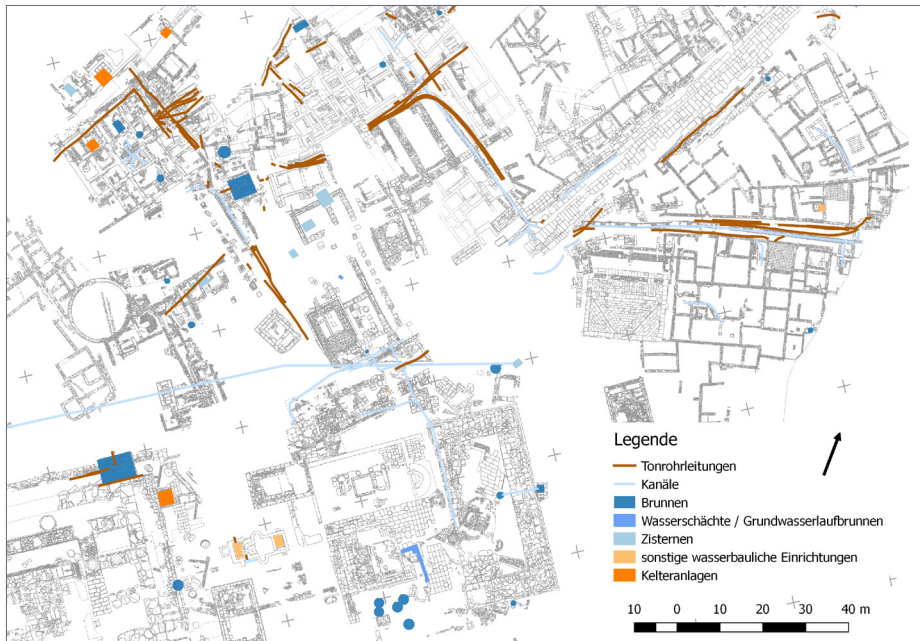 Legende
Tonrohrleitungen
Kanäle
Brunnen
Wasserschächte / Grundwasserlaufbrunnen
Zisternen
sonstige wasserbauliche Einrichtungen
Kelteranlagen
10 0 10 20 30 40 m